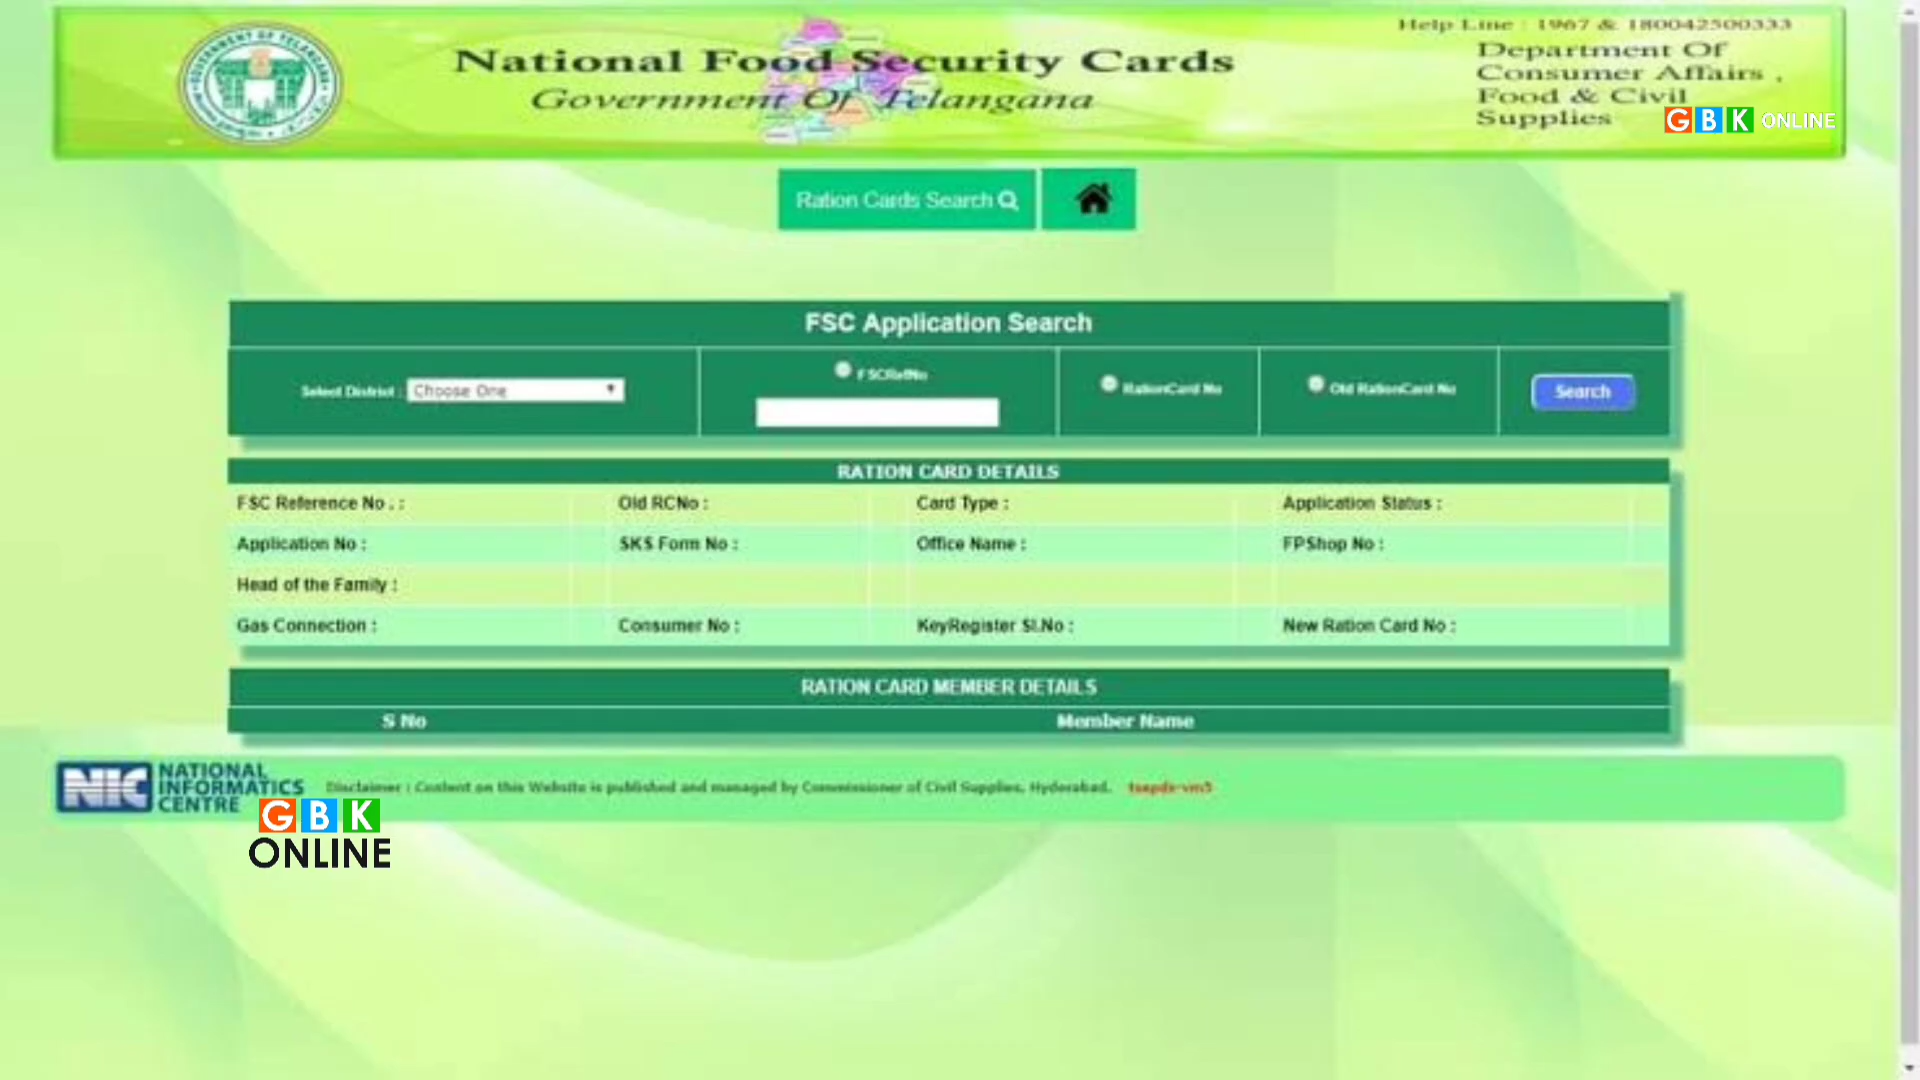 Help Line : 1967 & 180042500333
National Food Security Cards
Government Of Telangana
Department Of
Consumer Affairs ,
Food & Civil
Supplies
GBK ONLINE
GOVERNMENT OF TELANGANA
Ration Cards Search
FSC Application Search
Select District :
Choose One
FSCRefNo
RationCard No
Old RationCard No
Search
RATION CARD DETAILS
FSC Reference No . :
Old RCNo :
Card Type :
Application Status :
Application No :
SKS Form No :
Office Name :
FPShop No :
Head of the Family :
Gas Connection :
Consumer No :
KeyRegister Sl.No :
New Ration Card No :
RATION CARD MEMBER DETAILS
S No
Member Name
NIC
NATIONAL
INFORMATICS
CENTRE
Disclaimer : Content on this Website is published and managed by Commissioner of Civil Supplies, Hyderabad.
GBK
ONLINE